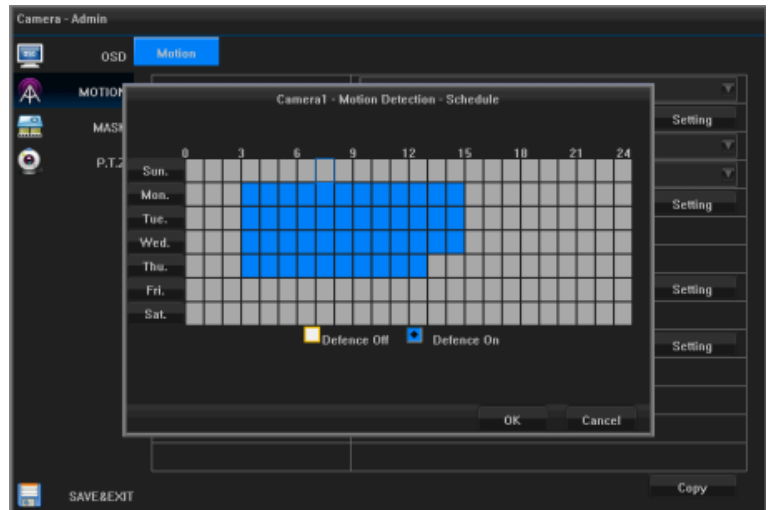 Camera - Admin
OSD
Motion
MOTION
Camera1 - Motion Detection - Schedule
Setting
MASK
0 3 6 9 12 15 18 21 24
P.T.Z
Sun.
Mon.
Setting
Tue.
Wed.
Thu.
Fri.
Setting
Sat.
Defence Off Defence On
Setting
OK Cancel
Copy
SAVE&EXIT